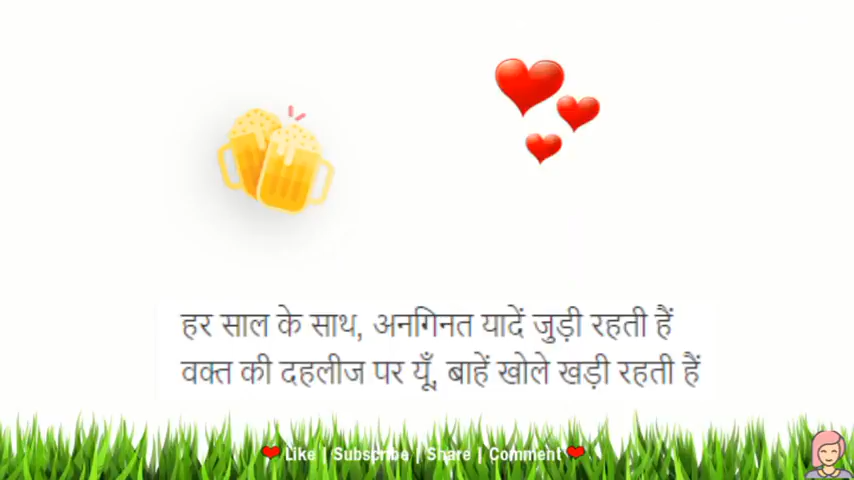 हर साल के साथ, अनगिनत यादें जुड़ी रहती हैं
वक्त की दहलीज पर यूँ, बाहें खोले खड़ी रहती हैं
Like | Subscribe | Share | Comment